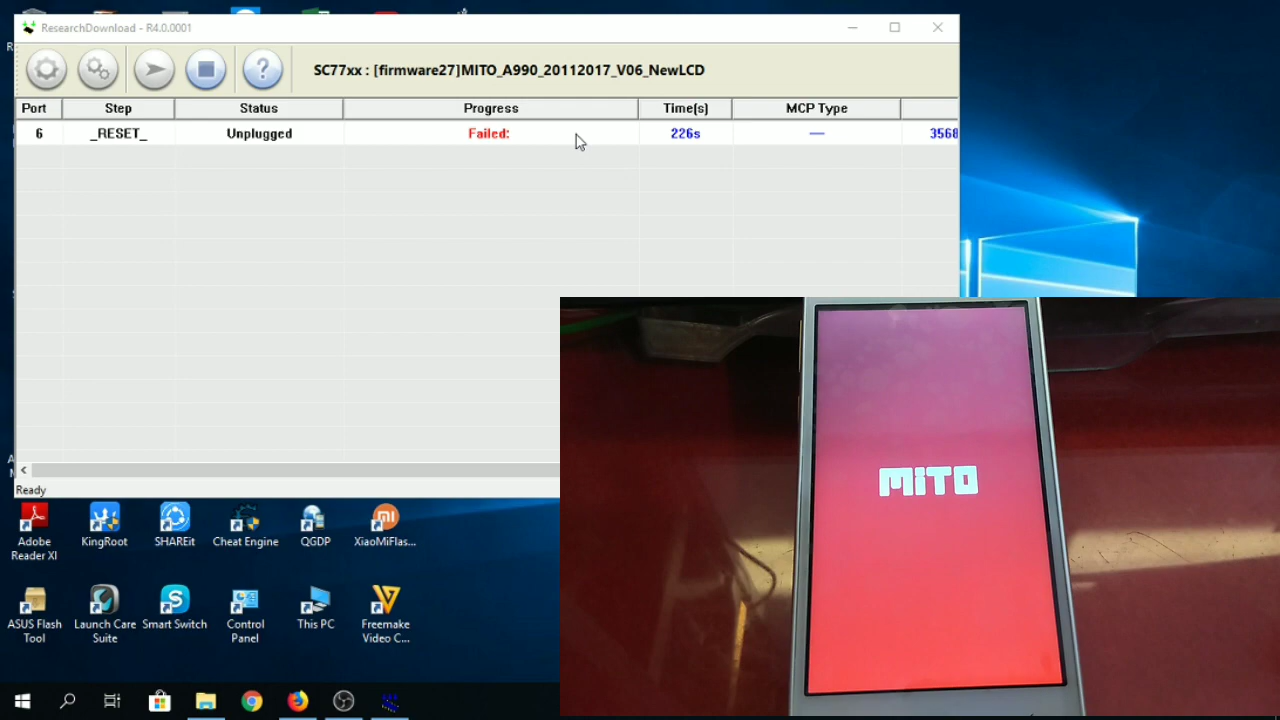 ResearchDownload - R4.0.0001
SC77xx : [firmware27]MITO_A990_20112017_V06_NewLCD
Port Step Status Progress Time(s) MCP Type
6 _RESET_ Unplugged Failed: 226s — 3568
Ready
MiTO
Adobe Reader XI
KingRoot
SHAREit
Cheat Engine
QGDP
XiaoMiFlas...
ASUS Flash Tool
Launch Care Suite
Smart Switch
Control Panel
This PC
Freemake Video C...